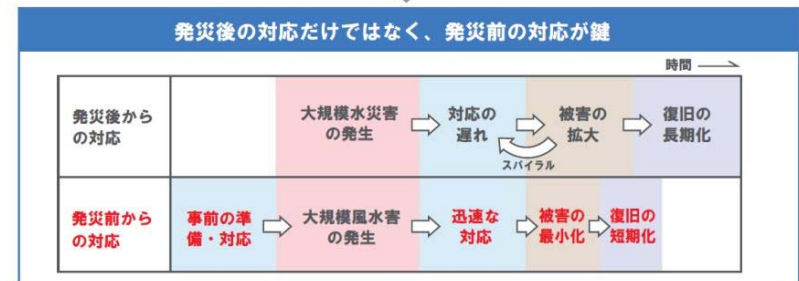 発災後の対応だけではなく、発災前の対応が鍵
時間
発災後から
の対応
大規模水災害
の発生
対応の
遅れ
被害の
拡大
復旧の
長期化
スパイラル
発災前から
の対応
事前の準
備・対応
大規模風水害
の発生
迅速な
対応
被害の
最小化
復旧の
短期化